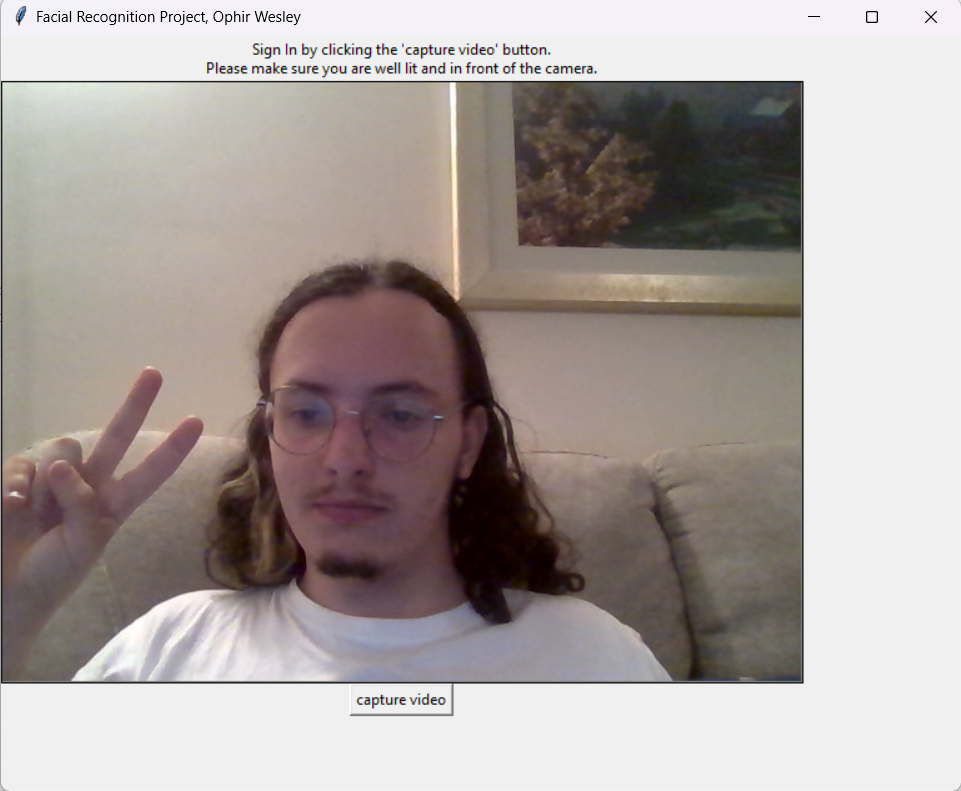 Facial Recognition Project, Ophir Wesley
Sign In by clicking the 'capture video' button.
Please make sure you are well lit and in front of the camera.
capture video